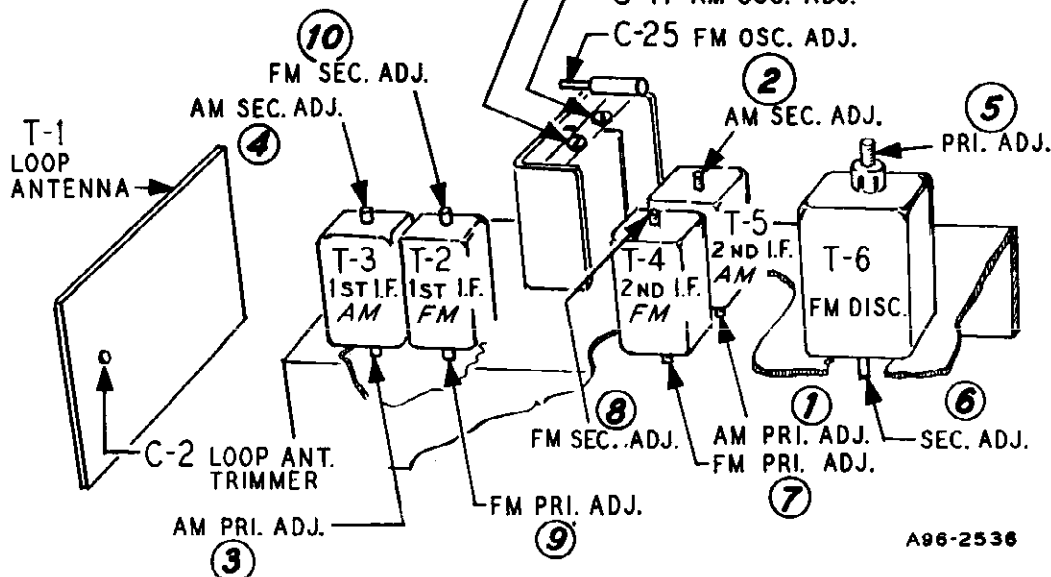 AM OSC. ADJ.
C-25 FM OSC. ADJ.
10
FM SEC. ADJ.
2
AM SEC. ADJ.
AM SEC. ADJ.
4
5
PRI. ADJ.
T-1
LOOP
ANTENNA
T-3
1ST I.F.
AM
T-2
1ST I.F.
FM
T-4
2ND I.F.
FM
T-5
2ND I.F.
AM
T-6
FM DISC.
8
FM SEC. ADJ.
1
AM PRI. ADJ.
FM PRI. ADJ.
7
6
SEC. ADJ.
C-2 LOOP ANT.
TRIMMER
AM PRI. ADJ.
3
FM PRI. ADJ.
9
A96-2536